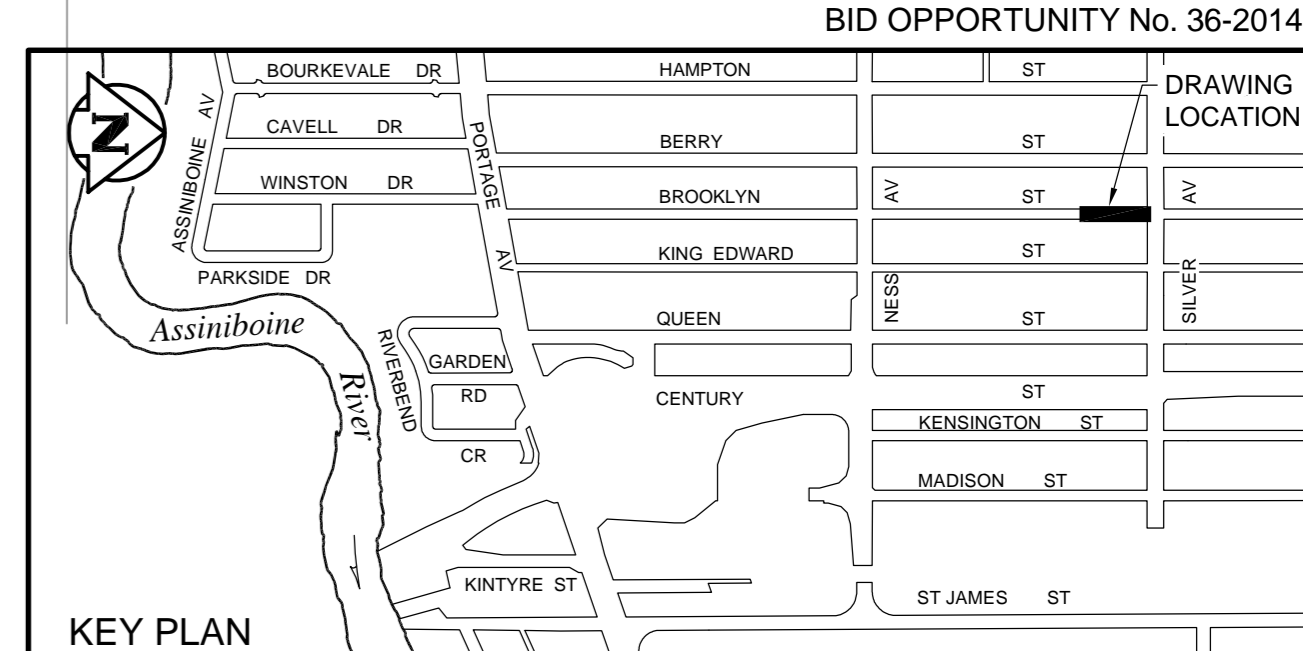 BID OPPORTUNITY No. 36-2014
BOURKEVALE DR
HAMPTON ST
DRAWING
LOCATION
N
ASSINIBOINE AV
CAVELL DR
PORTAGE AV
BERRY ST
WINSTON DR
BROOKLYN ST
NESS AV
SILVER AV
KING EDWARD ST
PARKSIDE DR
Assiniboine River
QUEEN ST
RIVERBEND CR
GARDEN RD
CENTURY ST
KENSINGTON ST
MADISON ST
KINTYRE ST
ST JAMES ST
KEY PLAN